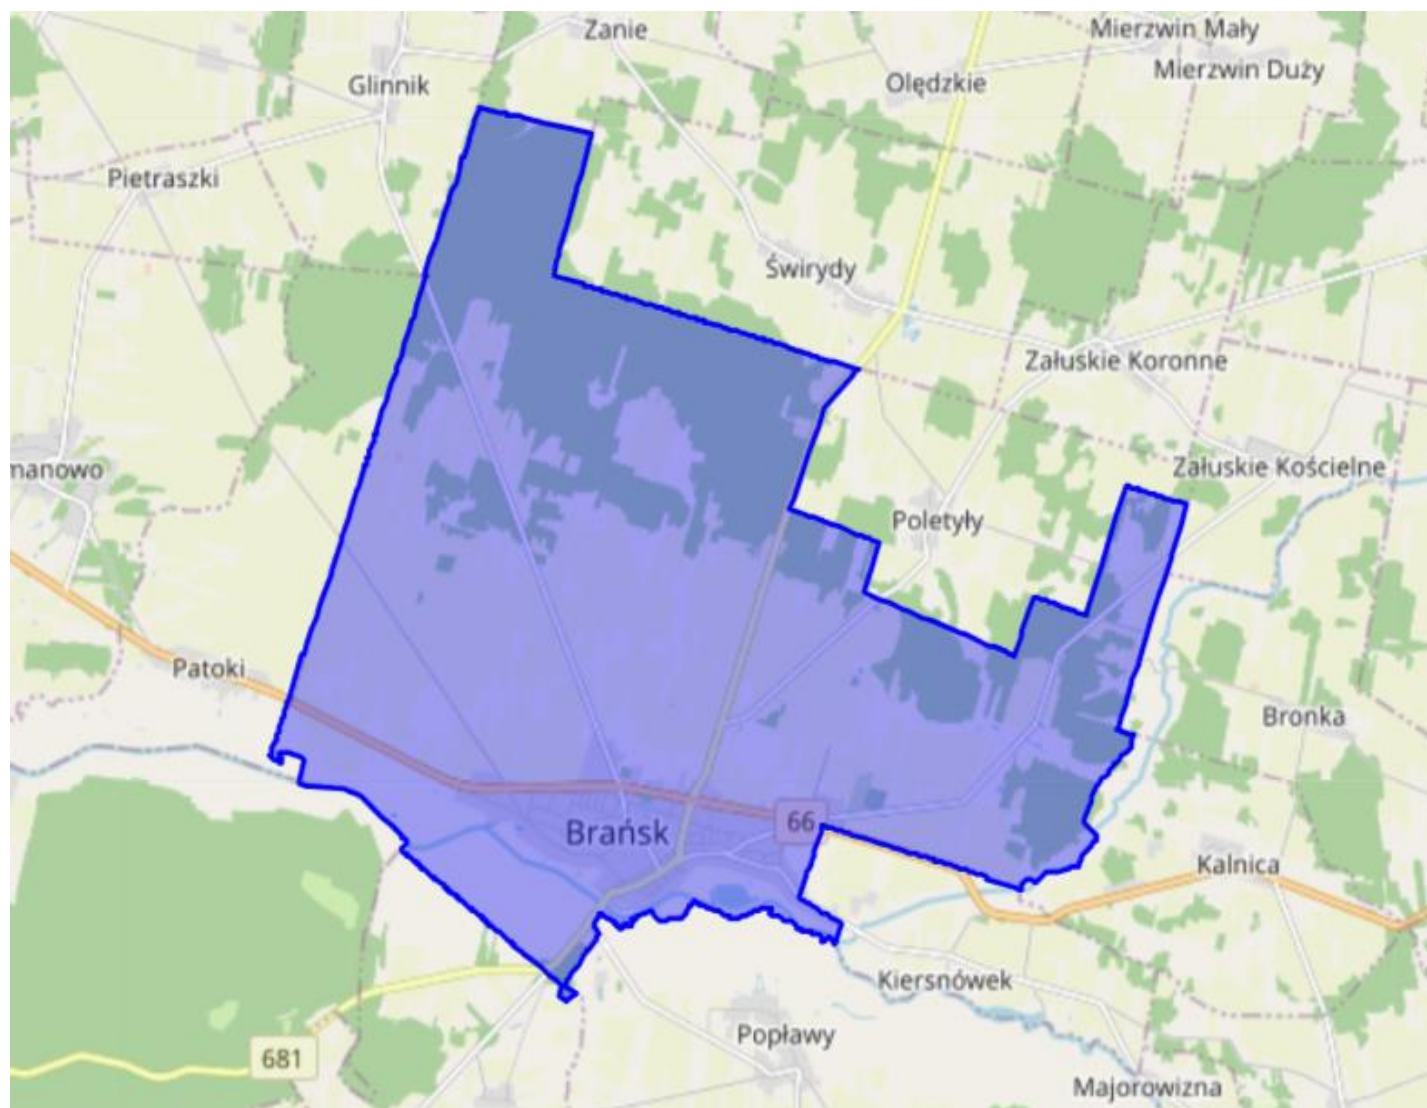 Zanie
Mierzwin Mały
Mierzwin Duży
Glinnik
Olędzkie
Pietraszki
Świrydy
Załuskie Koronne
manowo
Załuskie Kościelne
Poletyły
Patoki
Bronka
66
Brańsk
Kalnica
Kiersnówek
Popławy
681
Majorowizna